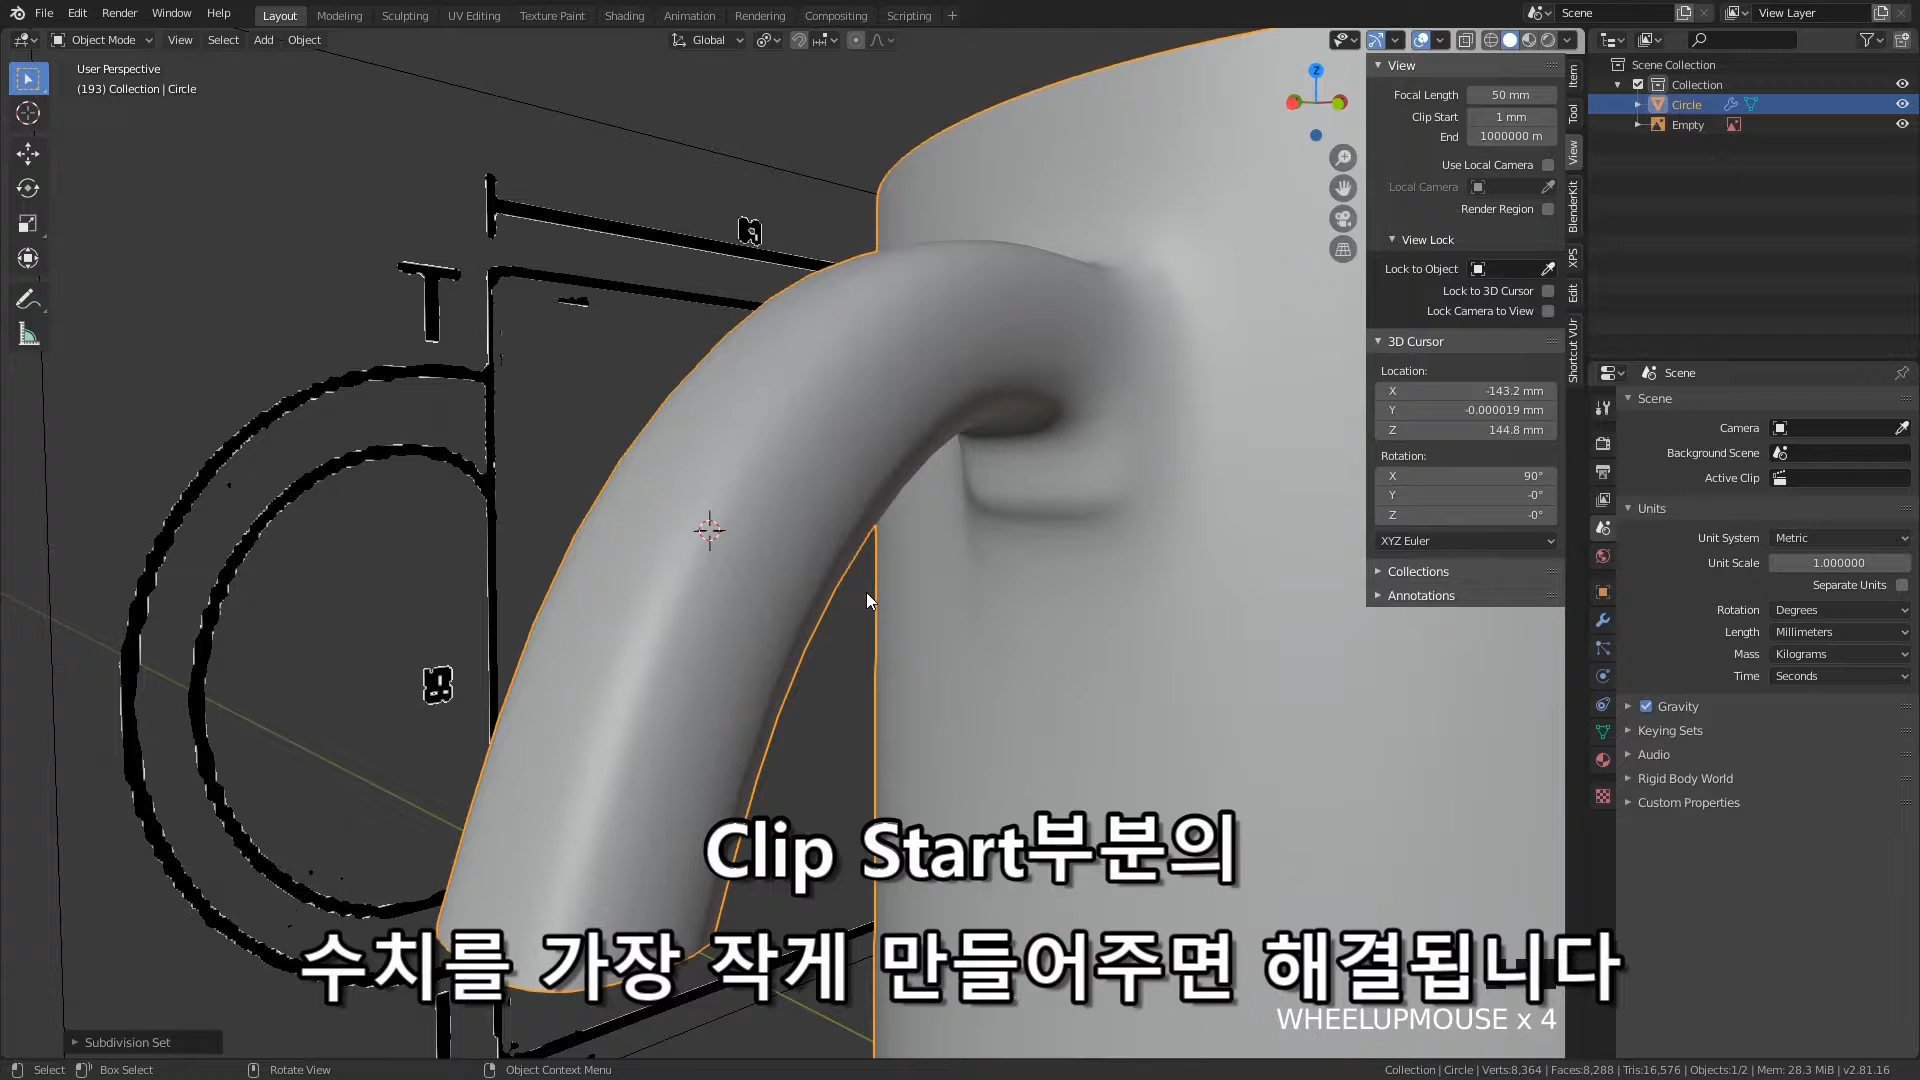 File Edit Render Window Help
Layout Modeling Sculpting UV Editing Texture Paint Shading Animation Rendering Compositing Scripting +
Scene
View Layer
Object Mode View Select Add Object
Global
User Perspective
(193) Collection | Circle
Z
View
Focal Length 50 mm
Clip Start 1 mm
End 1000000 m
Use Local Camera
Local Camera
Render Region
View Lock
Lock to Object
Lock to 3D Cursor
Lock Camera to View
3D Cursor
Location:
X -143.2 mm
Y -0.000019 mm
Z 144.8 mm
Rotation:
X 90°
Y -0°
Z -0°
XYZ Euler
Collections
Annotations
Item
Tool
View
BlenderKit
XPS
Edit
Shortcut VUr
Scene Collection
Collection
Circle
Empty
Scene
Scene
Camera
Background Scene
Active Clip
Units
Unit System Metric
Unit Scale 1.000000
Separate Units
Rotation Degrees
Length Millimeters
Mass Kilograms
Time Seconds
Gravity
Keying Sets
Audio
Rigid Body World
Custom Properties
Clip Start부분의
수치를 가장 작게 만들어주면 해결됩니다
WHEELUPMOUSE x 4
Subdivision Set
Select Box Select Rotate View Object Context Menu
Collection | Circle | Verts:8,364 | Faces:8,288 | Tris:16,576 | Objects:1/2 | Mem: 28.3 MiB | v2.81.16